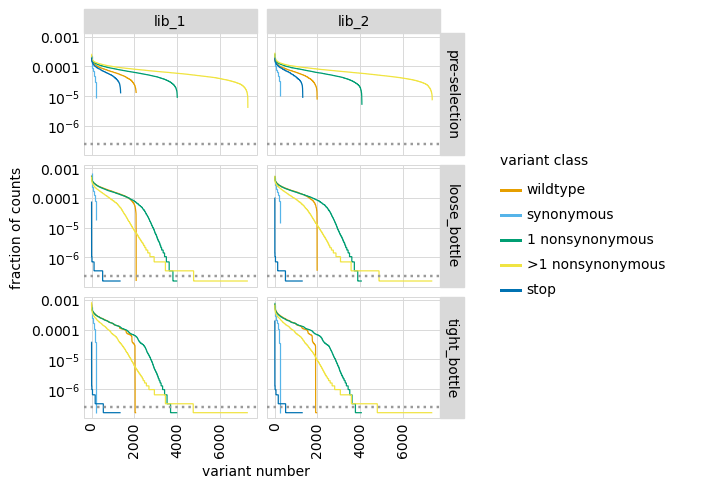 lib_1
lib_2
0.001
0.0001
10⁻⁵
10⁻⁶
pre-selection
0.001
0.0001
10⁻⁵
10⁻⁶
loose_bottle
0.001
0.0001
10⁻⁵
10⁻⁶
tight_bottle
fraction of counts
0
2000
4000
6000
0
2000
4000
6000
variant number
variant class
wildtype
synonymous
1 nonsynonymous
>1 nonsynonymous
stop